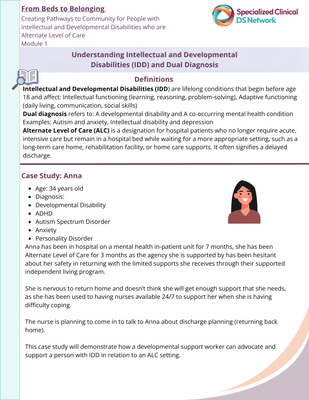 From Beds to Belonging
Creating Pathways to Community for People with
Intellectual and Developmental Disabilities who are
Alternate Level of Care
Module 1
Specialized Clinical
DS Network
Understanding Intellectual and Developmental
Disabilities (IDD) and Dual Diagnosis
Definitions
Intellectual and Developmental Disabilities (IDD) are lifelong conditions that begin before age
18 and affect: Intellectual functioning (learning, reasoning, problem-solving), Adaptive functioning
(daily living, communication, social skills)
Dual diagnosis refers to: A developmental disability and A co-occurring mental health condition
Examples: Autism and anxiety, Intellectual disability and depression
Alternate Level of Care (ALC) is a designation for hospital patients who no longer require acute,
intensive care but remain in a hospital bed while waiting for a more appropriate setting, such as a
long-term care home, rehabilitation facility, or home care supports. It often signifies a delayed
discharge.
Case Study: Anna
• Age: 34 years old
• Diagnosis:
• Developmental Disability
• ADHD
• Autism Spectrum Disorder
• Anxiety
• Personality Disorder
Anna has been in hospital on a mental health in-patient unit for 7 months, she has been
Alternate Level of Care for 3 months as the agency she is supported by has been hesitant
about her safety in returning with the limited supports she receives through their supported
independent living program.
She is nervous to return home and doesn't think she will get enough support that she needs,
as she has been used to having nurses available 24/7 to support her when she is having
difficulty coping.
The nurse is planning to come in to talk to Anna about discharge planning (returning back
home).
This case study will demonstrate how a developmental support worker can advocate and
support a person with IDD in relation to an ALC setting.